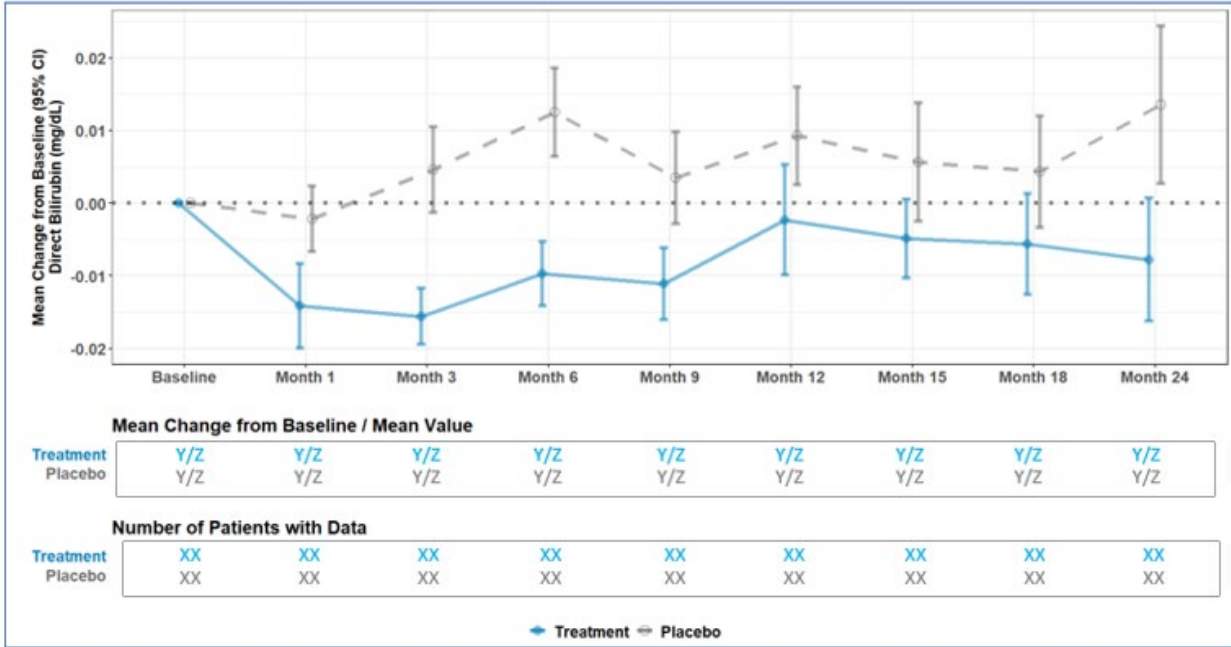 Mean Change from Baseline (95% CI)
Direct Bilirubin (mg/dL)
0.02
0.01
0.00
-0.01
-0.02
Baseline Month 1 Month 3 Month 6 Month 9 Month 12 Month 15 Month 18 Month 24
Mean Change from Baseline / Mean Value
Treatment Y/Z Y/Z Y/Z Y/Z Y/Z Y/Z Y/Z Y/Z Y/Z
Placebo Y/Z Y/Z Y/Z Y/Z Y/Z Y/Z Y/Z Y/Z Y/Z
Number of Patients with Data
Treatment XX XX XX XX XX XX XX XX XX
Placebo XX XX XX XX XX XX XX XX XX
Treatment Placebo